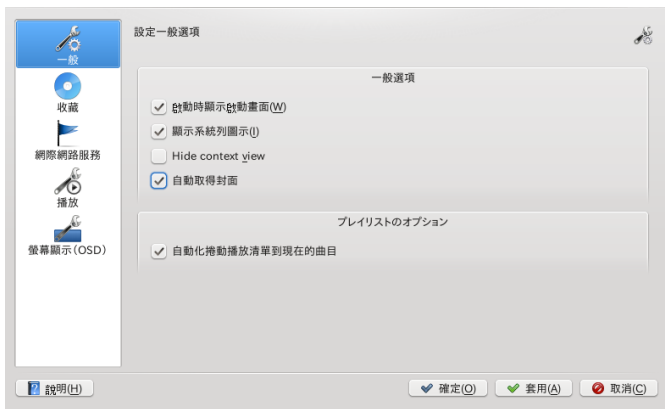 設定一般選項
一般
收藏
網際網路服務
播放
螢幕顯示(OSD)
一般選項
啟動時顯示啟動畫面(W)
顯示系統列圖示(I)
Hide context view
自動取得封面
プレイリストのオプション
自動化捲動播放清單到現在的曲目
說明(H)
確定(O)
套用(A)
取消(C)